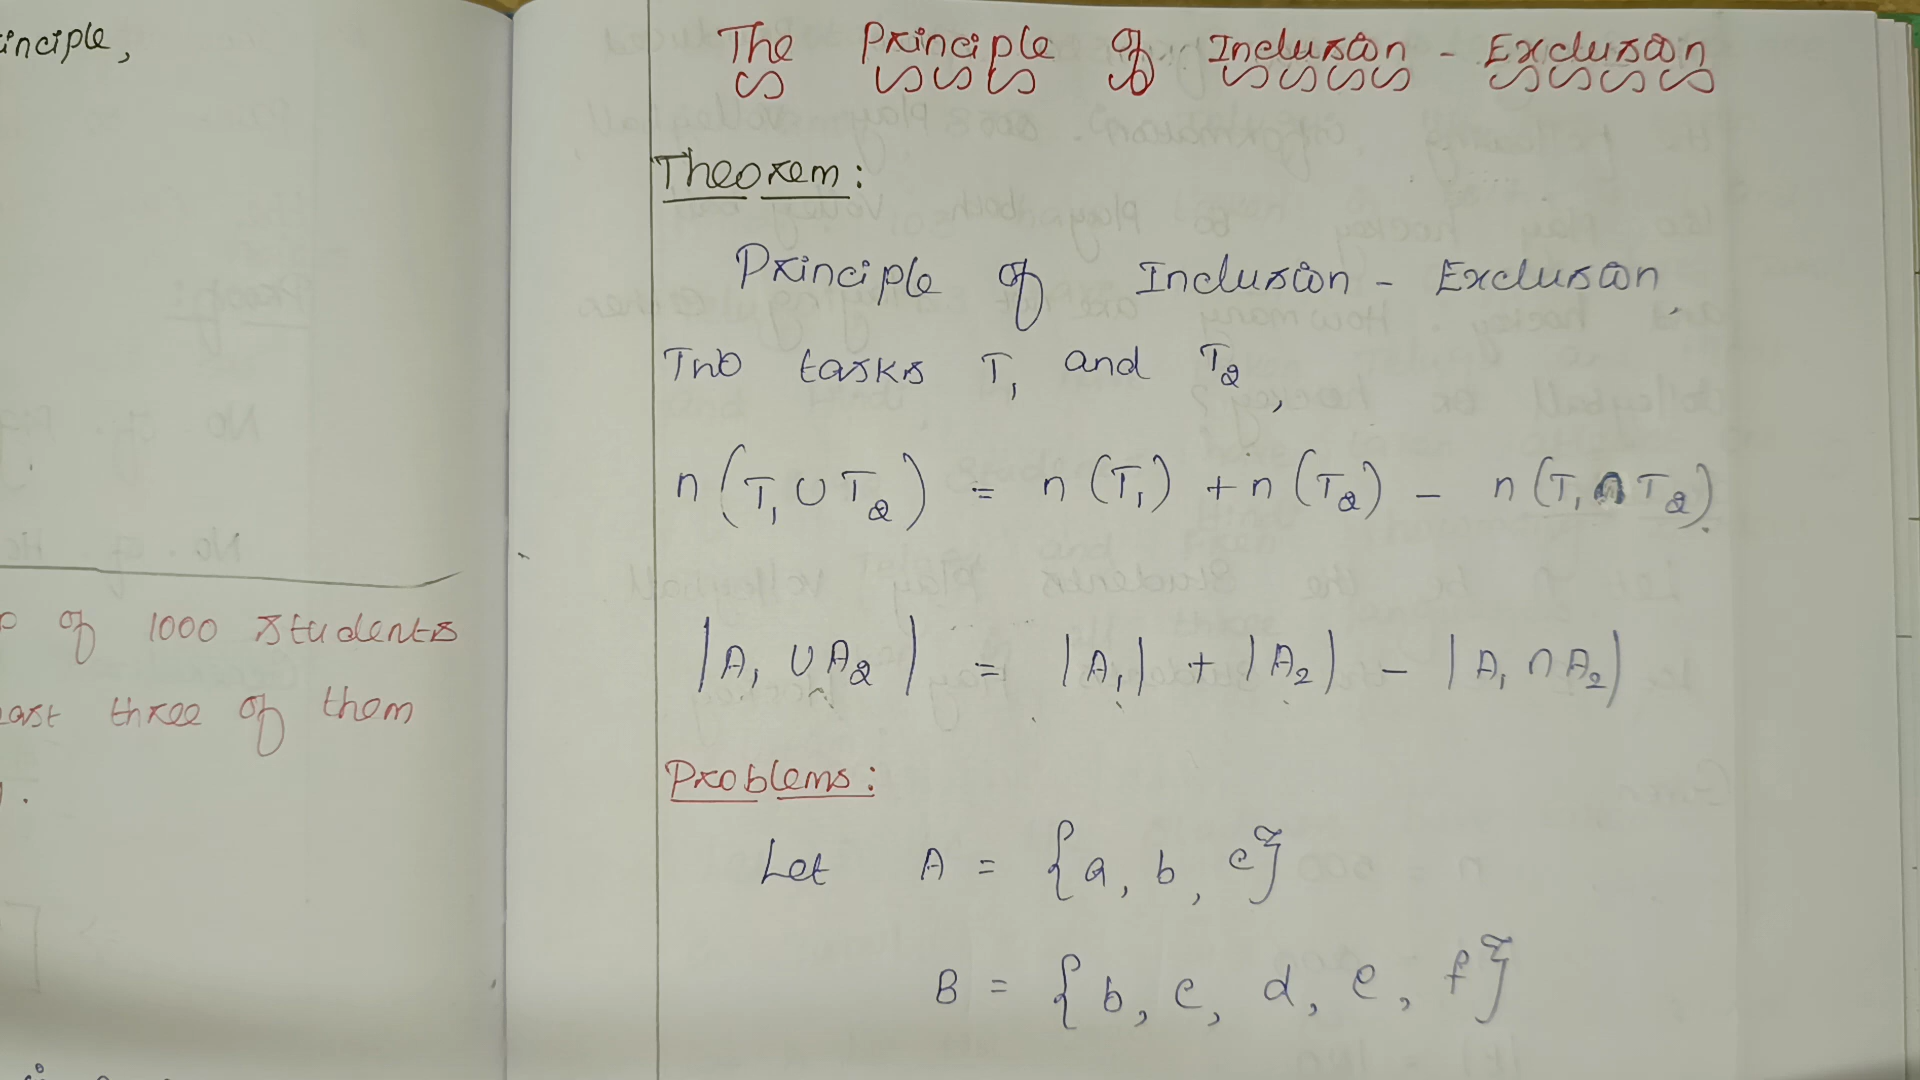 inciple,
of 1000 students
three of them
The Principle of Inclusion - Exclusion
Theorem:
Principle of Inclusion - Exclusion,
Two tasks T₁ and T₂,
n(T₁ ∪ T₂) = n(T₁) + n(T₂) - n(T₁ ∩ T₂).
|A₁ ∪ A₂| = |A₁| + |A₂| - |A₁ ∩ A₂|
Problems:
Let A = {a, b, c}
B = {b, c, d, e, f}